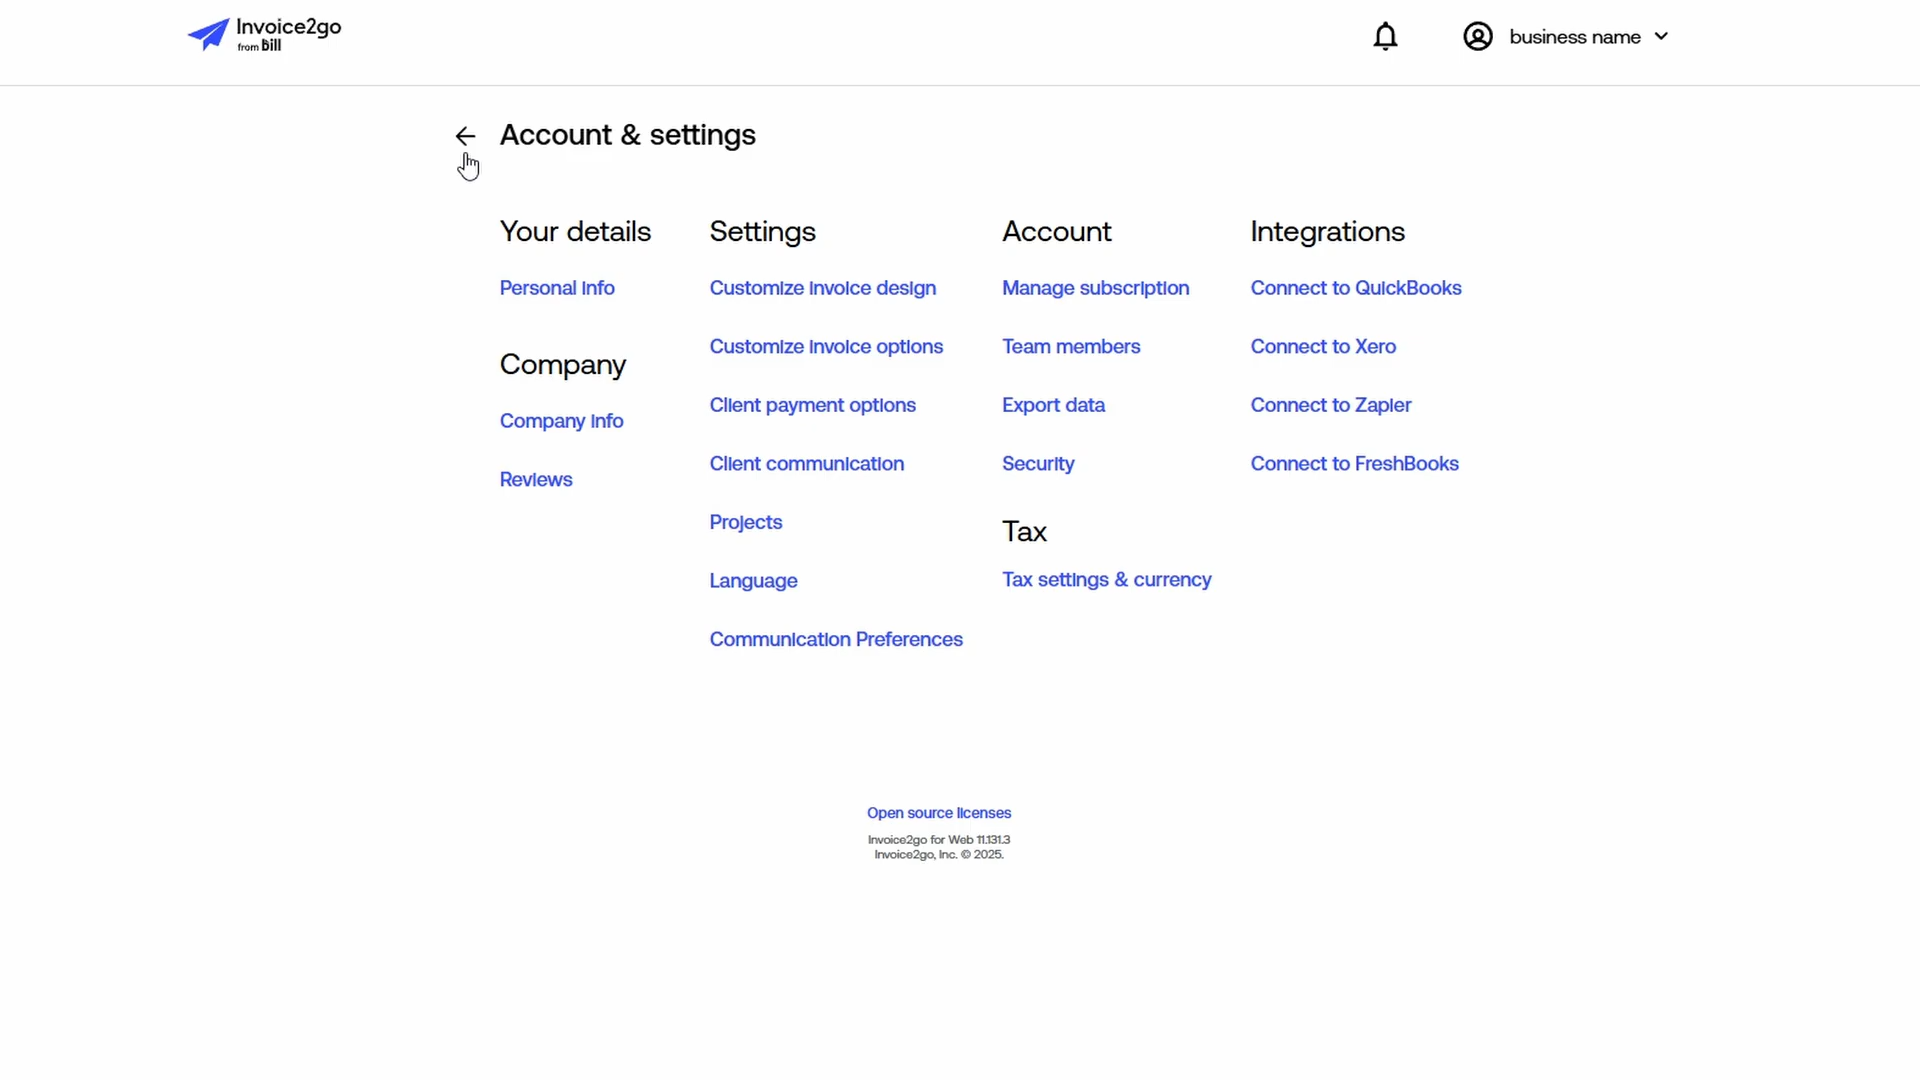 Invoice2go
from bill
business name
Account & settings
Your details
Personal info
Company
Company info
Reviews
Settings
Customize invoice design
Customize invoice options
Client payment options
Client communication
Projects
Language
Communication Preferences
Account
Manage subscription
Team members
Export data
Security
Tax
Tax settings & currency
Integrations
Connect to QuickBooks
Connect to Xero
Connect to Zapier
Connect to FreshBooks
Open source licenses
Invoice2go for Web 11.131.3
Invoice2go, Inc. © 2025.